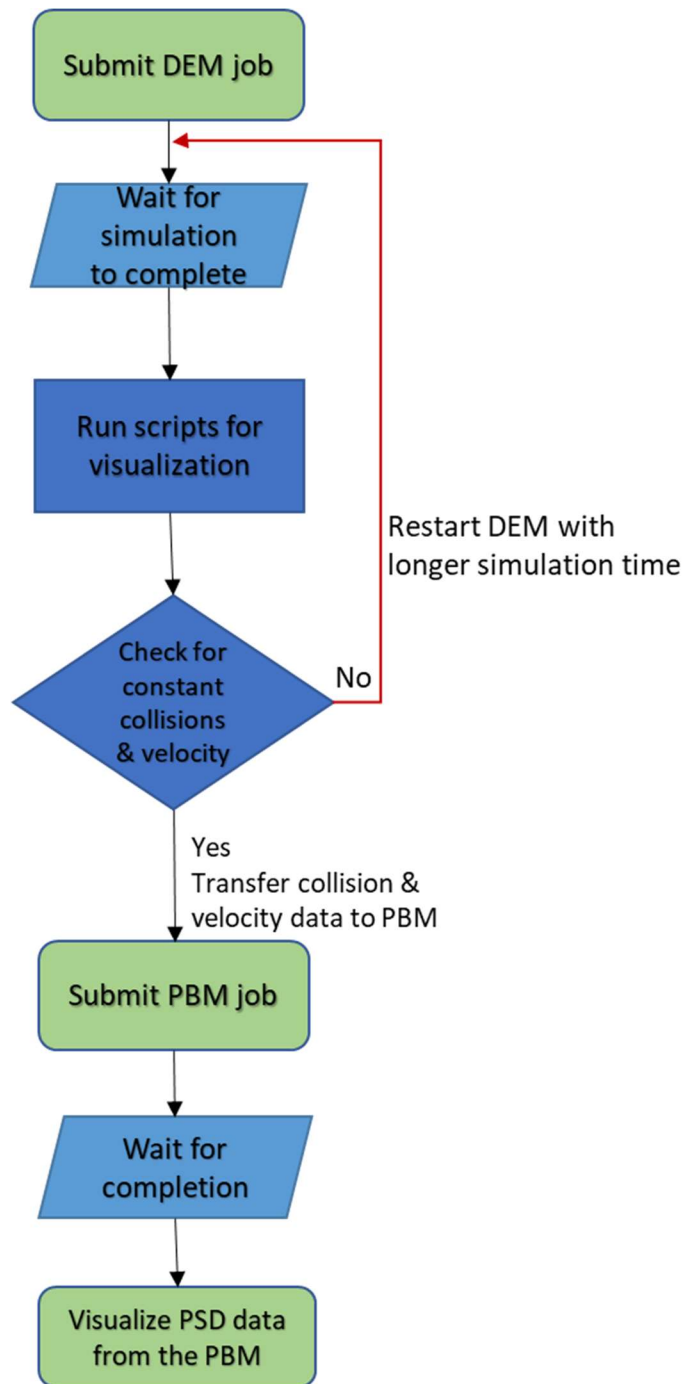 Submit DEM job
Wait for
simulation
to complete
Run scripts for
visualization
Restart DEM with
longer simulation time
Check for
constant
collisions
& velocity
No
Yes
Transfer collision &
velocity data to PBM
Submit PBM job
Wait for
completion
Visualize PSD data
from the PBM